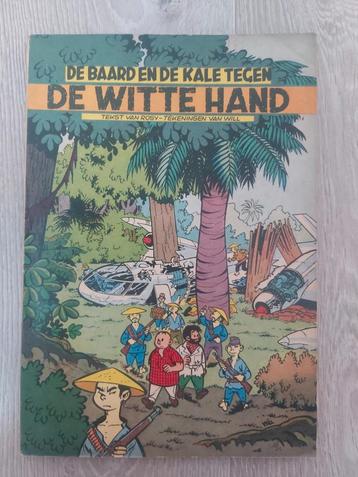 DE BAARD EN DE KALE TEGEN
DE WITTE HAND
TEKST VAN ROSY-TEKENINGEN VAN WILL